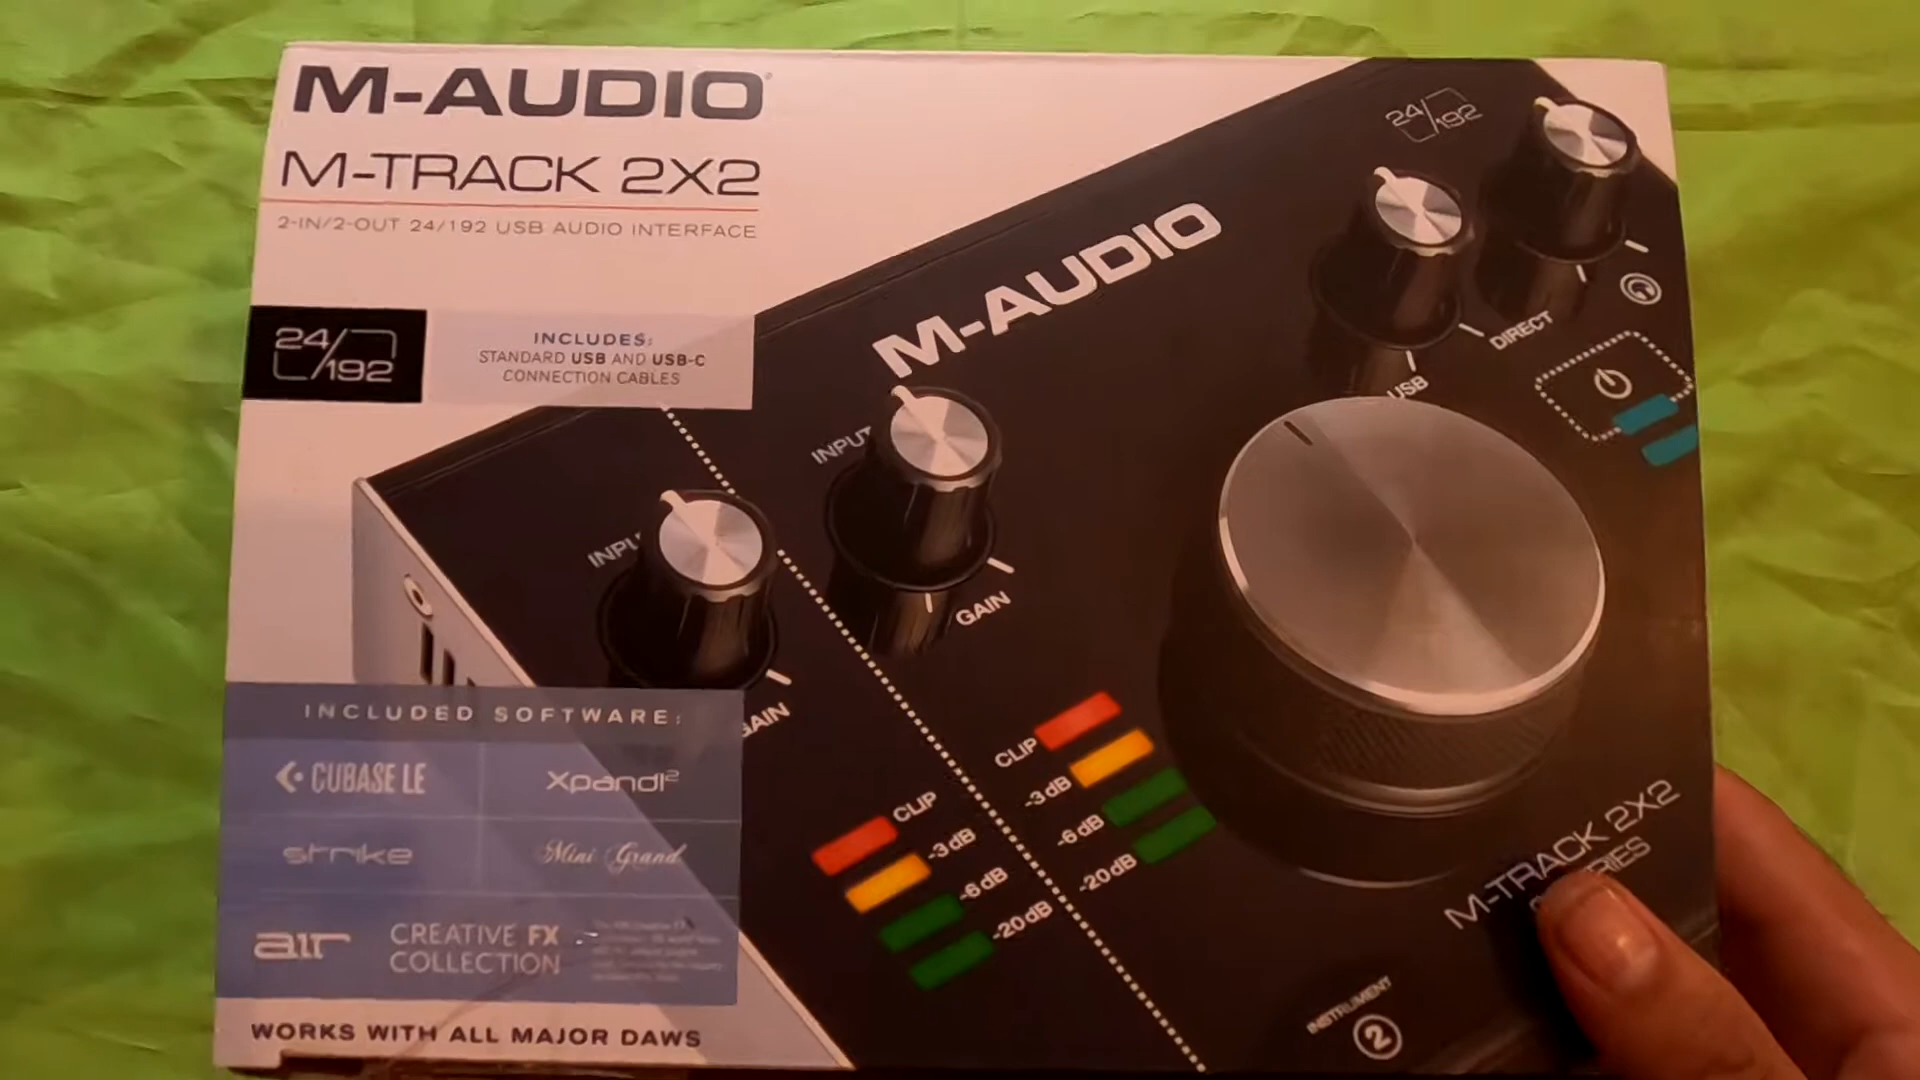 M-AUDIO
M-TRACK 2X2
2-IN/2-OUT 24/192 USB AUDIO INTERFACE
24/192
INCLUDES:
STANDARD USB AND USB-C
CONNECTION CABLES
24/192
M-AUDIO
DIRECT
USB
INPUT
GAIN
GAIN
CLIP
-3dB
-6dB
-20dB
CLIP
-3dB
-6dB
-20dB
M-TRACK 2X2
INSTRUMENT
2
INCLUDED SOFTWARE:
CUBASE LE
Xpand!²
strike
Mini Grand
air
CREATIVE FX
COLLECTION
WORKS WITH ALL MAJOR DAWS